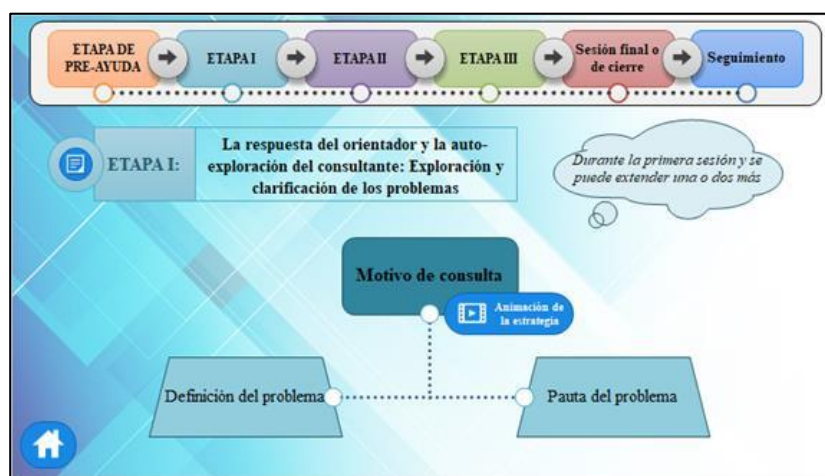 ETAPA DE
PRE-AYUDA
ETAPA I
ETAPA II
ETAPA III
Sesión final o
de cierre
Seguimiento
ETAPA I:
La respuesta del orientador y la auto-
exploración del consultante: Exploración y
clarificación de los problemas
Durante la primera sesión y se
puede extender una o dos más
Motivo de consulta
Animación de
la estrategia
Definición del problema
Pauta del problema